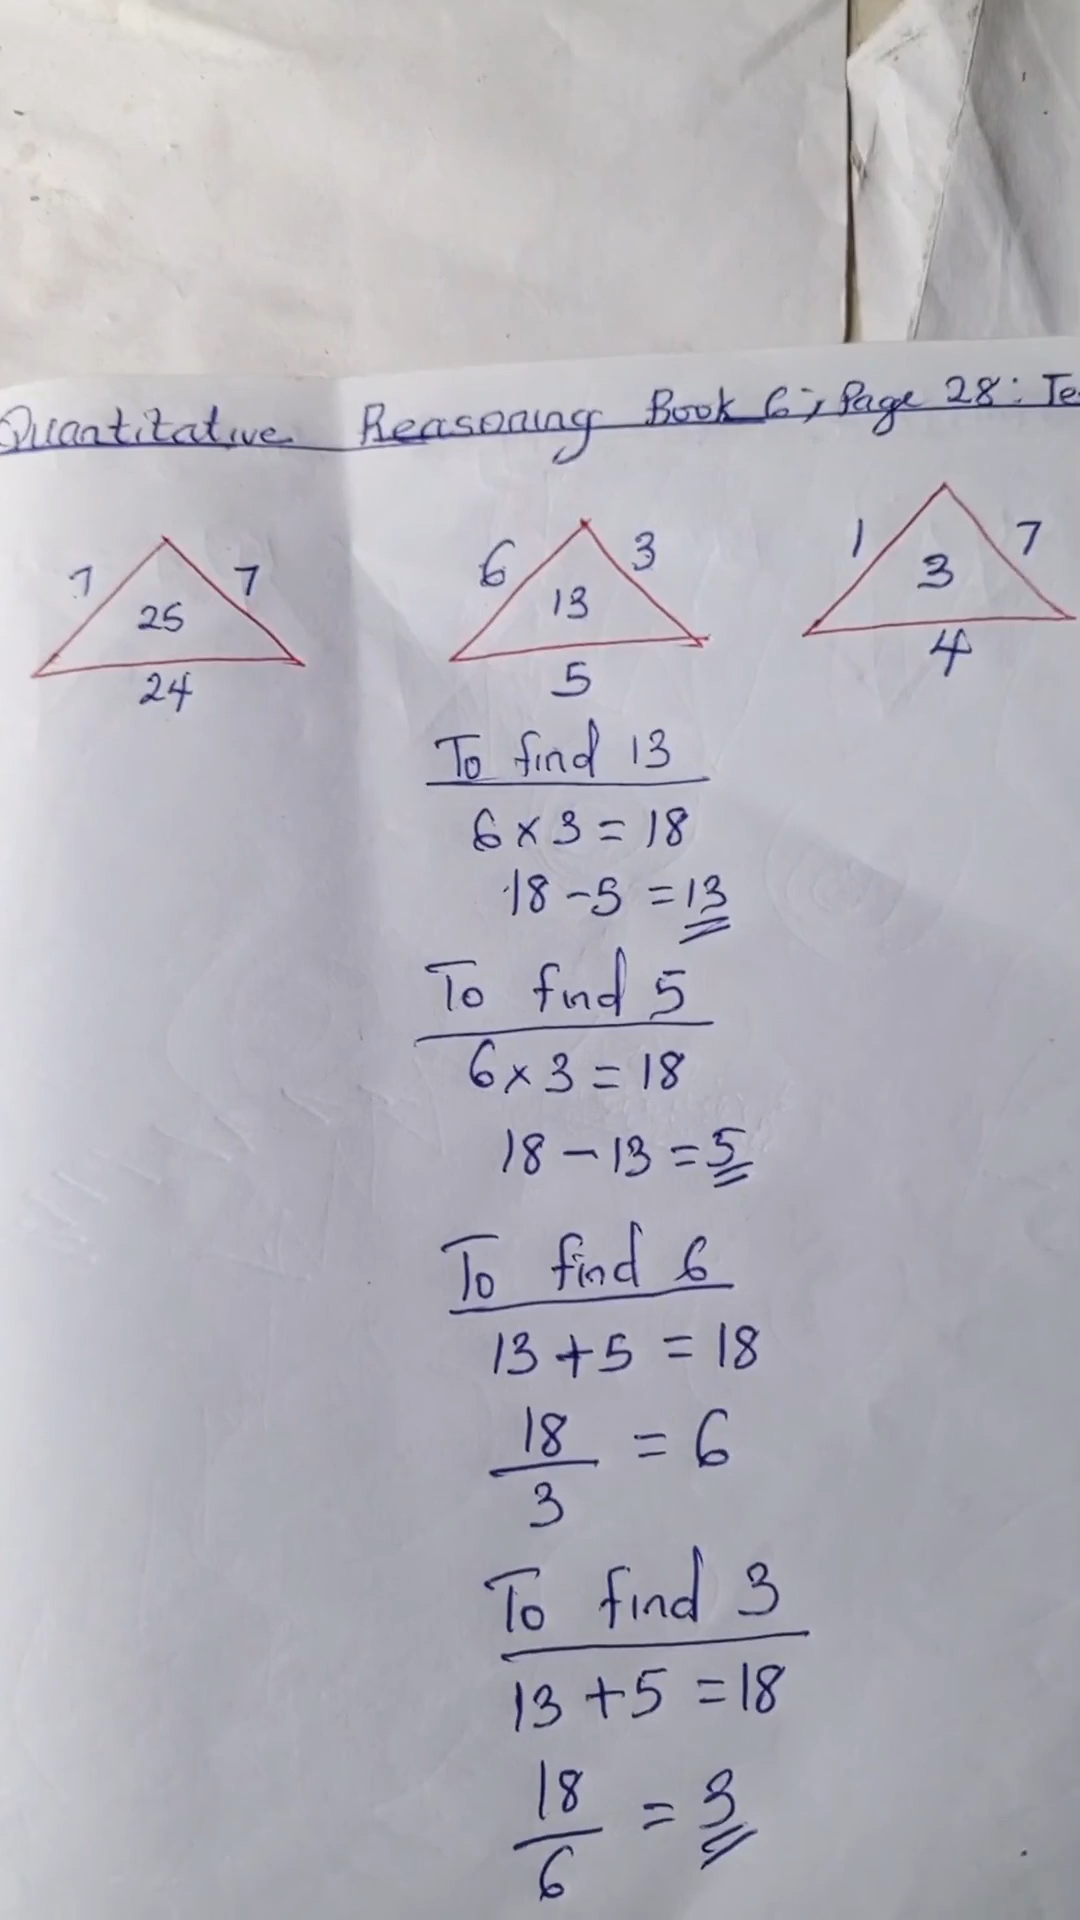 Quantitative Reasoning Book 6; Page 28:
7 7 25 24
6 3 13 5
1 7 3 4
To find 13
6 × 3 = 18
18 - 5 = 13
To find 5
6 × 3 = 18
18 - 13 = 5
To find 6
13 + 5 = 18
18
3
= 6
To find 3
13 + 5 = 18
18
6
= 3